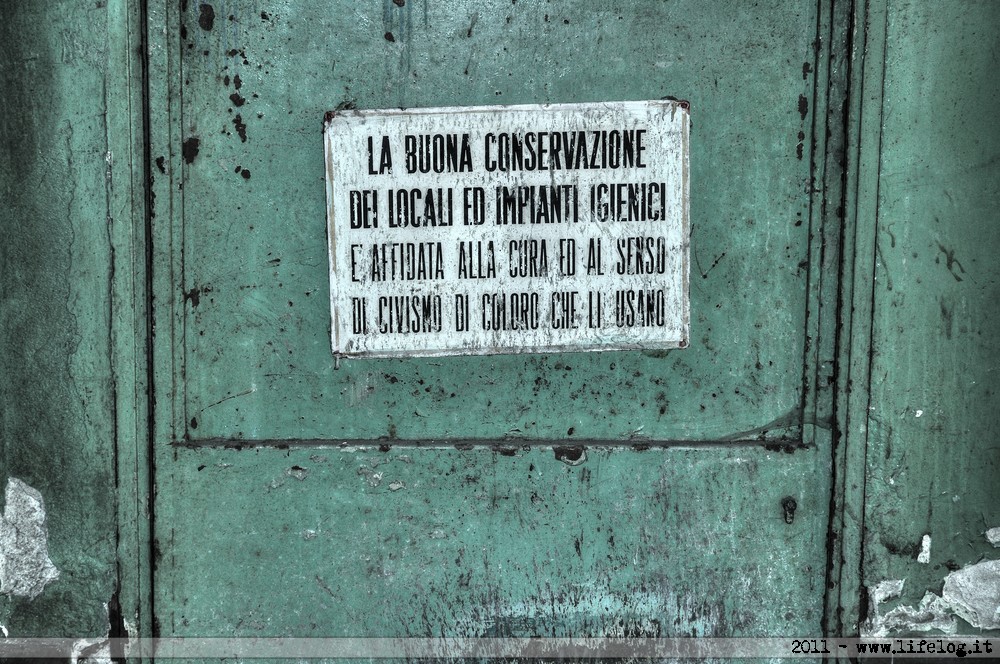 LA BUONA CONSERVAZIONE
DEI LOCALI ED IMPIANTI IGIENICI
E AFFIDATA ALLA CURA ED AL SENSO
DI CIVISMO DI COLORO CHE LI USANO
2011 - www.lifelog.it